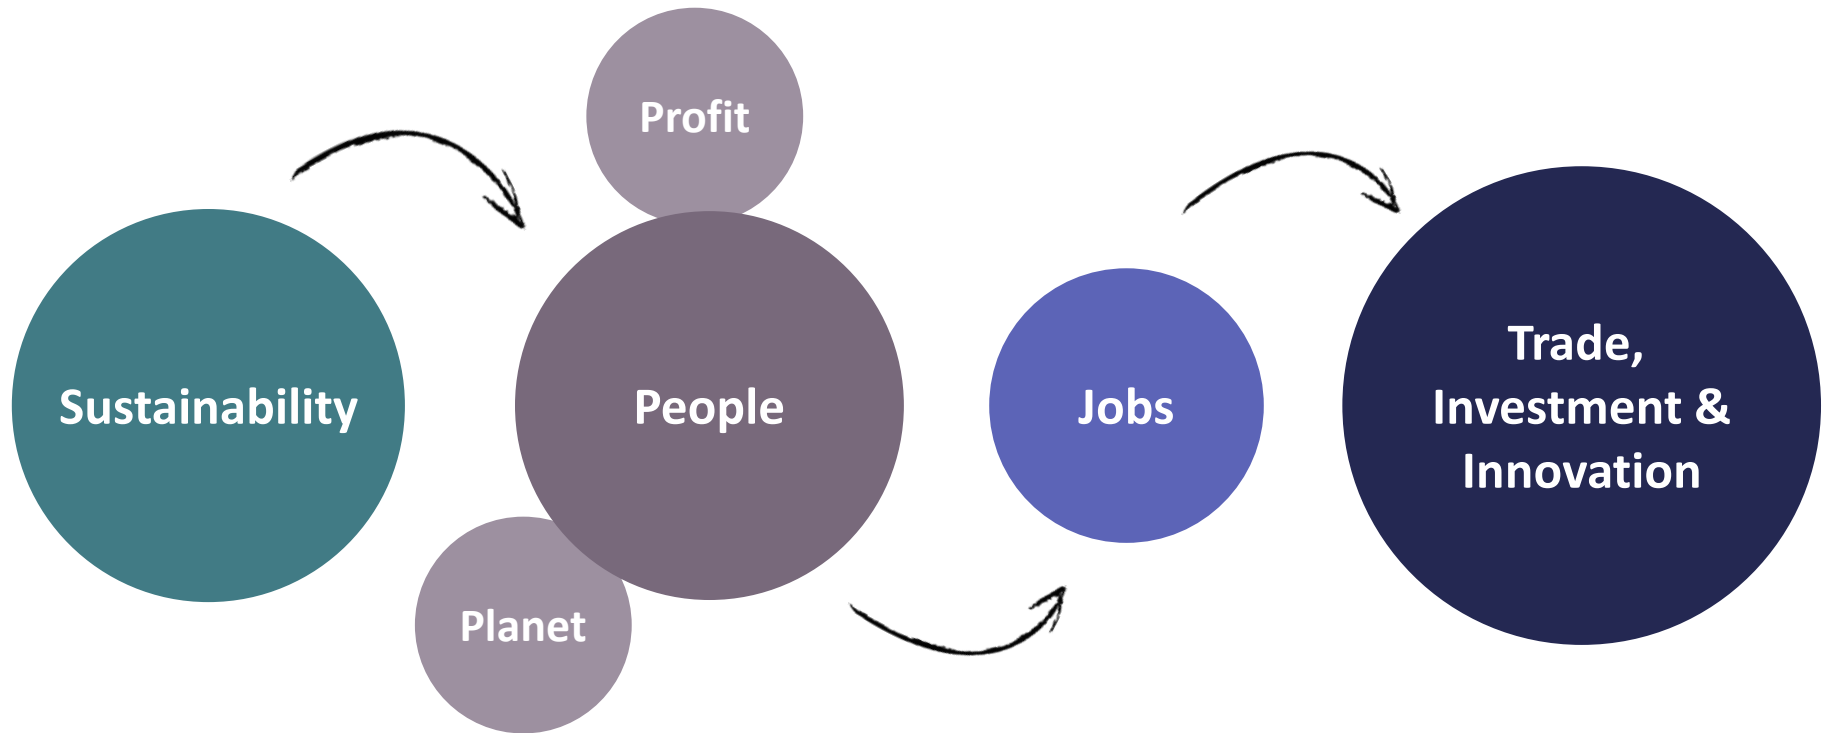 Profit
Sustainability
People
Planet
Jobs
Trade,
Investment &
Innovation